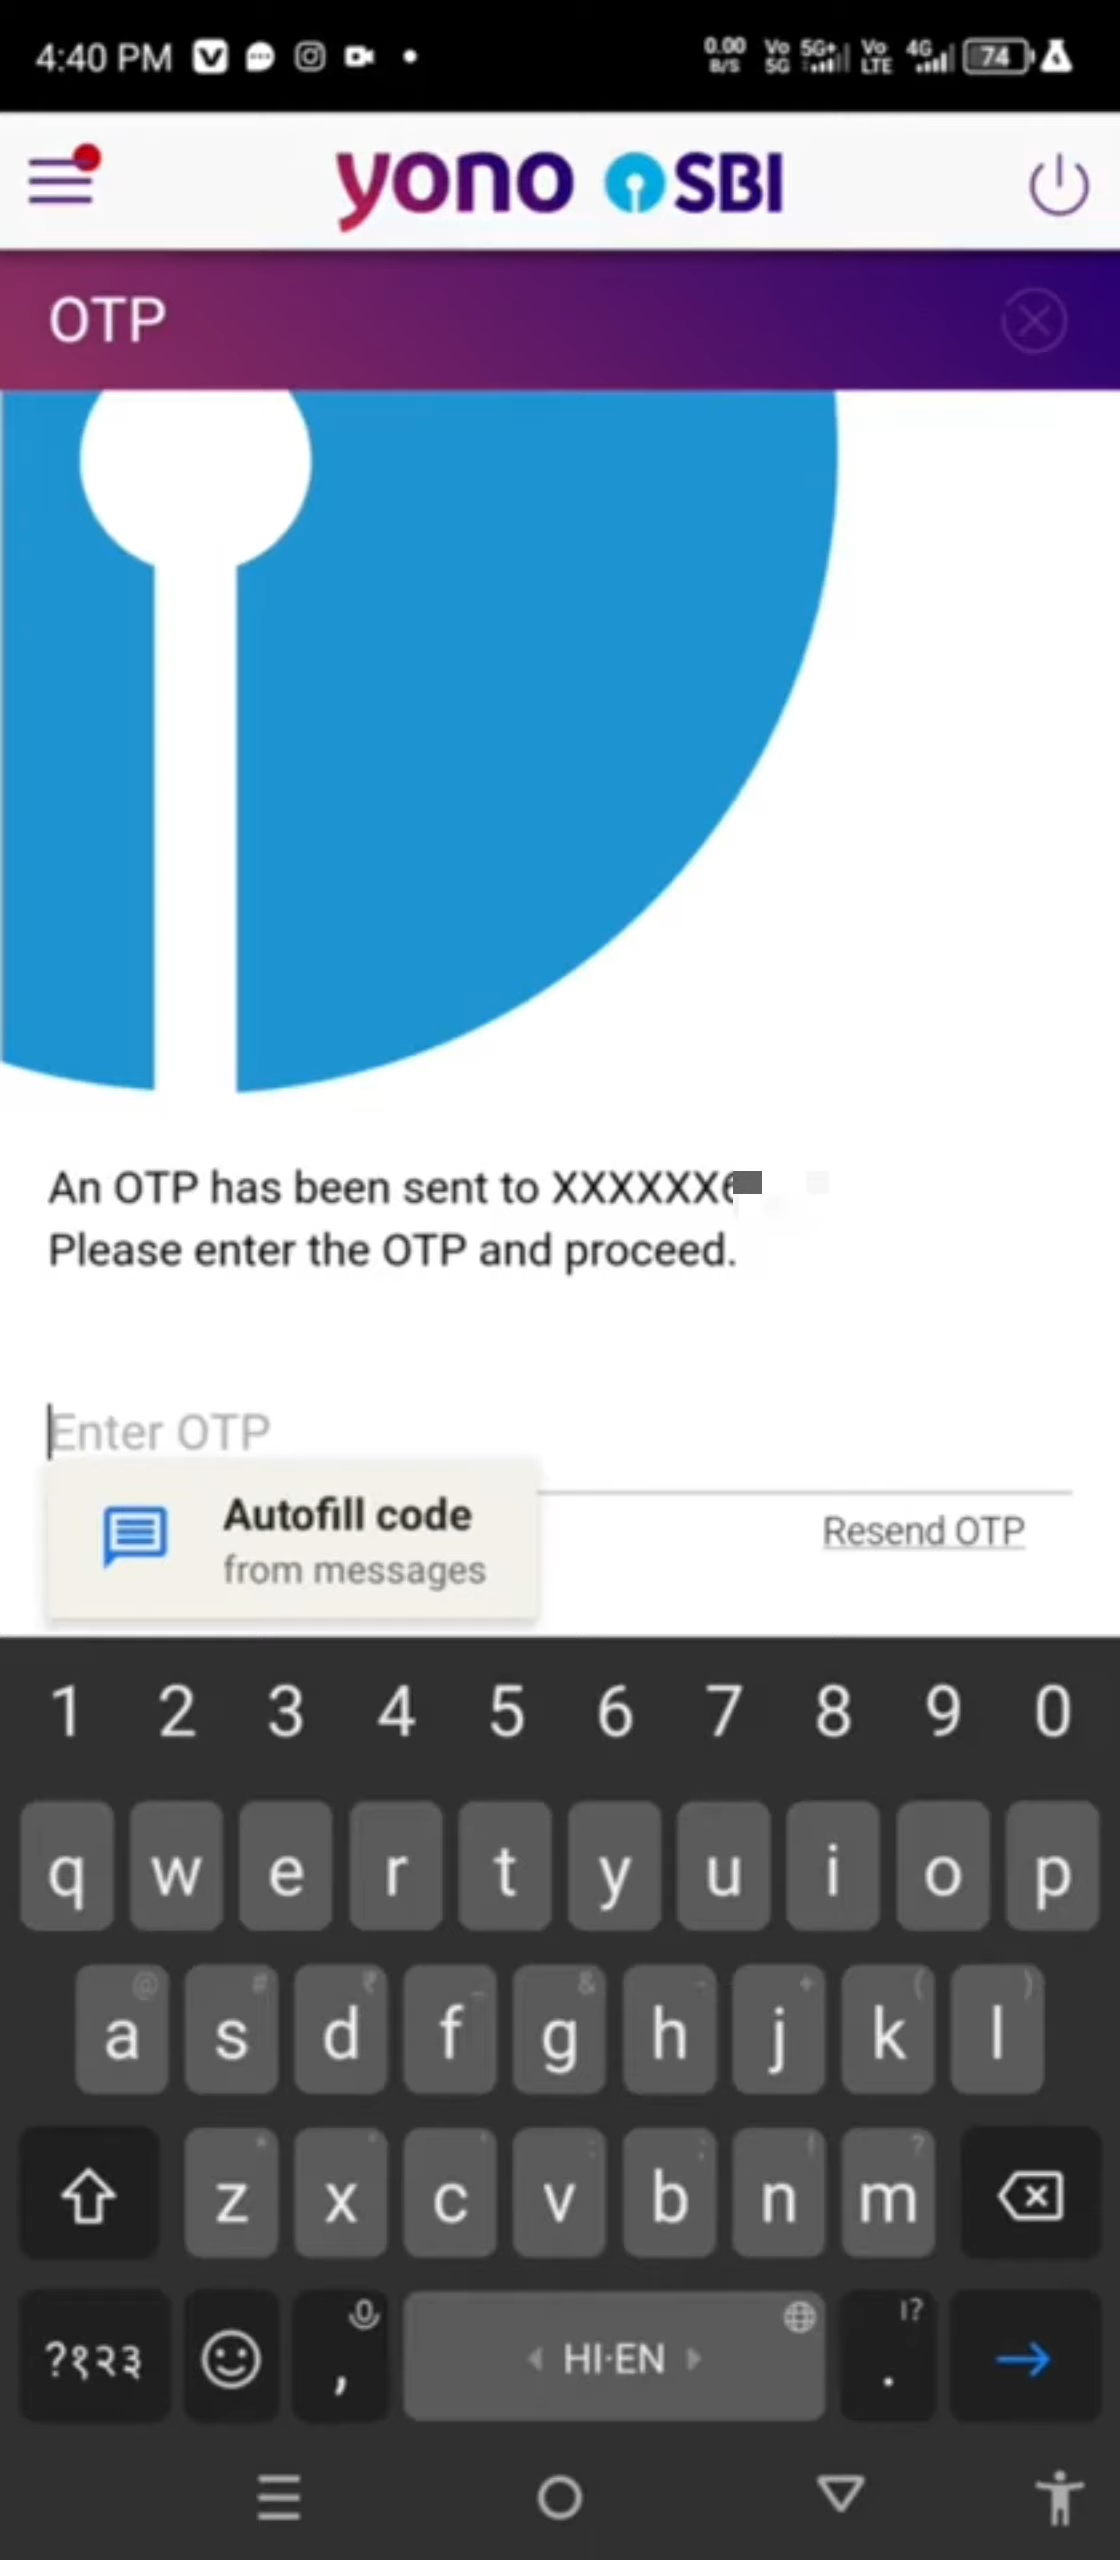 4:40 PM
0.00 B/S Vo 5G 5G+ Vo LTE 4G 74
yono SBI
OTP
An OTP has been sent to XXXXXX
Please enter the OTP and proceed.
Enter OTP
Autofill code
from messages
Resend OTP
1 2 3 4 5 6 7 8 9 0
q w e r t y u i o p
@ # ₹ _ & - + ( )
a s d f g h j k l
z x c v b n m
?१२३ , HI·EN . !?